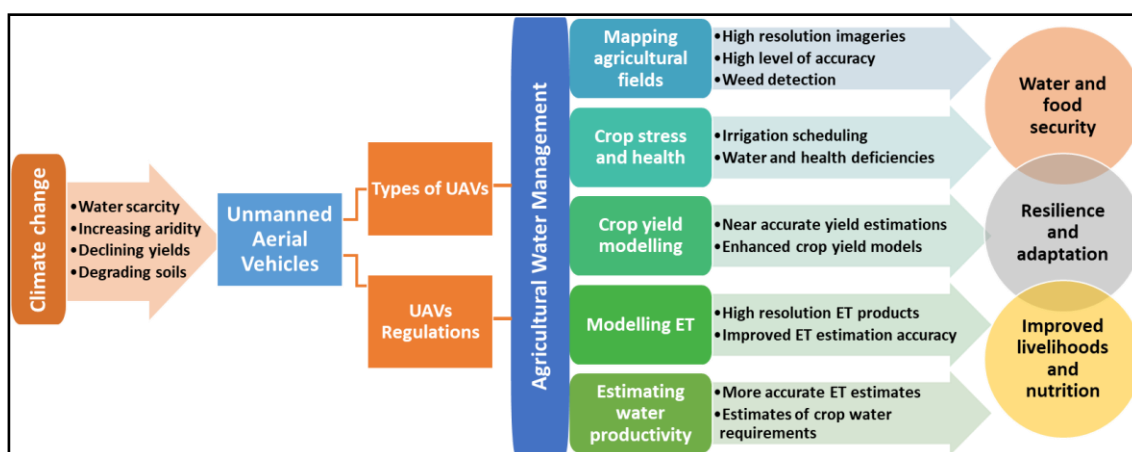 Climate change
•Water scarcity
•Increasing aridity
•Declining yields
•Degrading soils
Unmanned
Aerial
Vehicles
Types of UAVs
UAVs
Regulations
Agricultural Water Management
Mapping
agricultural
fields
•High resolution imageries
•High level of accuracy
•Weed detection
Crop stress
and health
•Irrigation scheduling
•Water and health deficiencies
Crop yield
modelling
•Near accurate yield estimations
•Enhanced crop yield models
Modelling ET
•High resolution ET products
•Improved ET estimation accuracy
Estimating
water
productivity
•More accurate ET estimates
•Estimates of crop water
requirements
Water and
food
security
Resilience
and
adaptation
Improved
livelihoods
and
nutrition